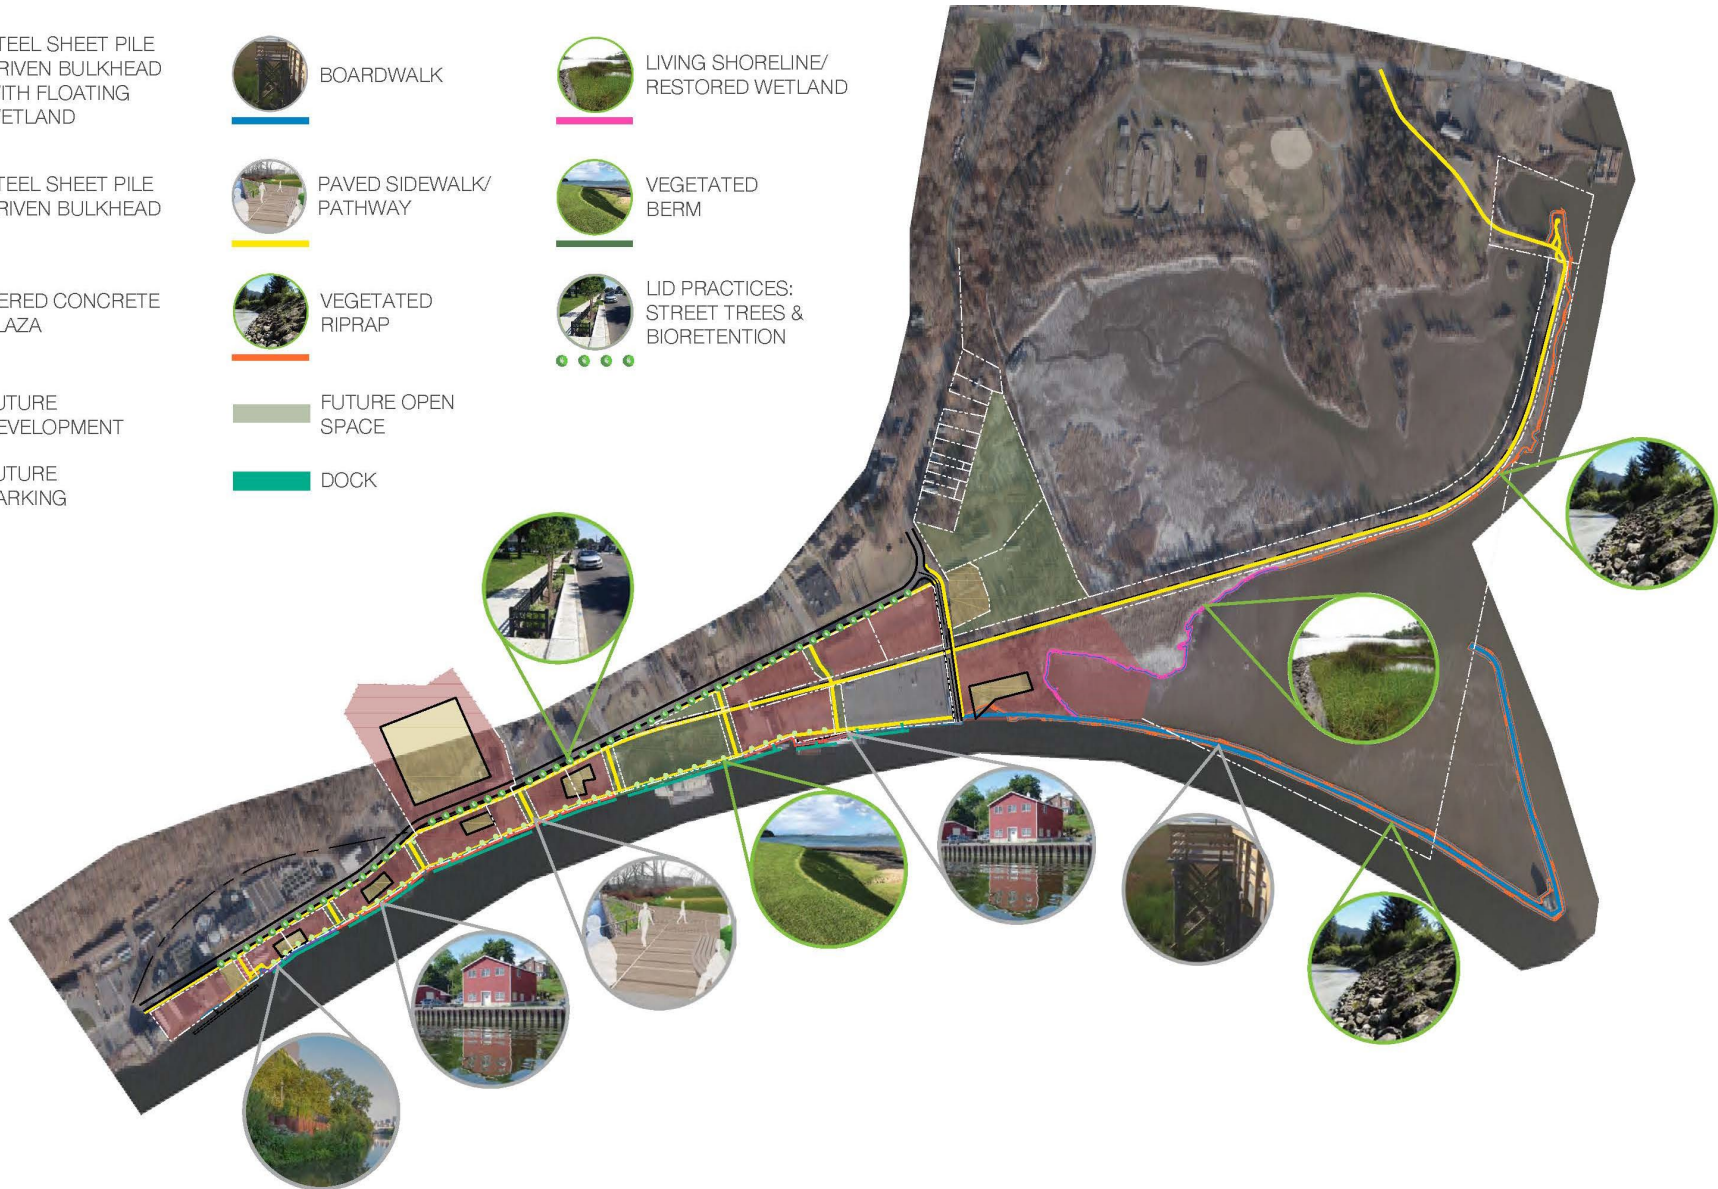 TEEL SHEET PILE
RIVEN BULKHEAD
ITH FLOATING
ETLAND
TEEL SHEET PILE
RIVEN BULKHEAD
ERED CONCRETE
LAZA
UTURE
EVELOPMENT
UTURE
ARKING
BOARDWALK
PAVED SIDEWALK/
PATHWAY
VEGETATED
RIPRAP
FUTURE OPEN
SPACE
DOCK
LIVING SHORELINE/
RESTORED WETLAND
VEGETATED
BERM
LID PRACTICES:
STREET TREES &
BIORETENTION